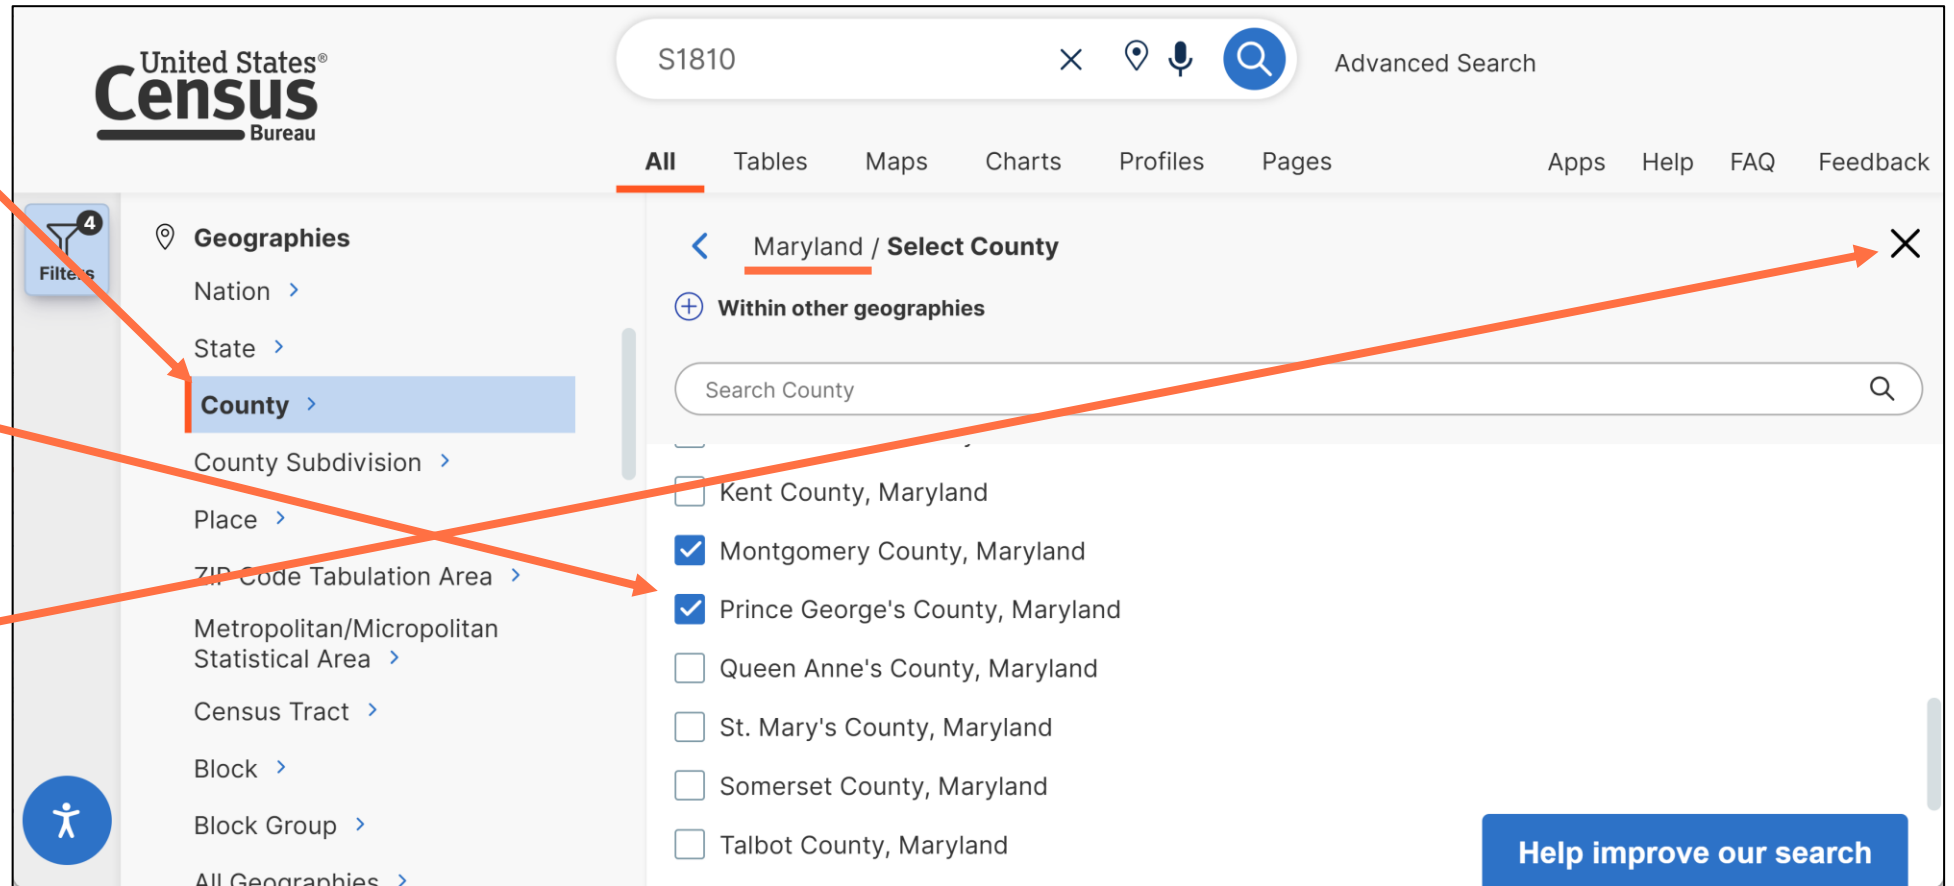 United States®
Census
Bureau
S1810
Advanced Search
All Tables Maps Charts Profiles Pages Apps Help FAQ Feedback
4
Filters
Geographies
Nation
State
County
County Subdivision
Place
ZIP Code Tabulation Area
Metropolitan/Micropolitan
Statistical Area
Census Tract
Block
Block Group
All Geographies
Maryland / Select County
Within other geographies
Search County
Kent County, Maryland
Montgomery County, Maryland
Prince George's County, Maryland
Queen Anne's County, Maryland
St. Mary's County, Maryland
Somerset County, Maryland
Talbot County, Maryland
Help improve our search